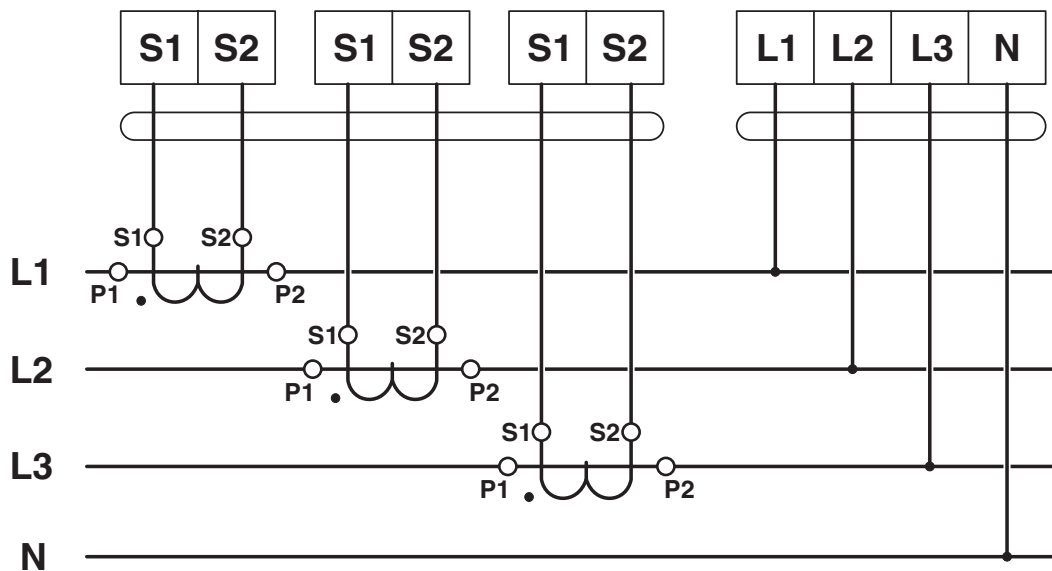 S1 S2 S1 S2 S1 S2 L1 L2 L3 N
S1 S2
L1
P1 P2
S1 S2
L2
P1 P2
S1 S2
L3
P1 P2
N